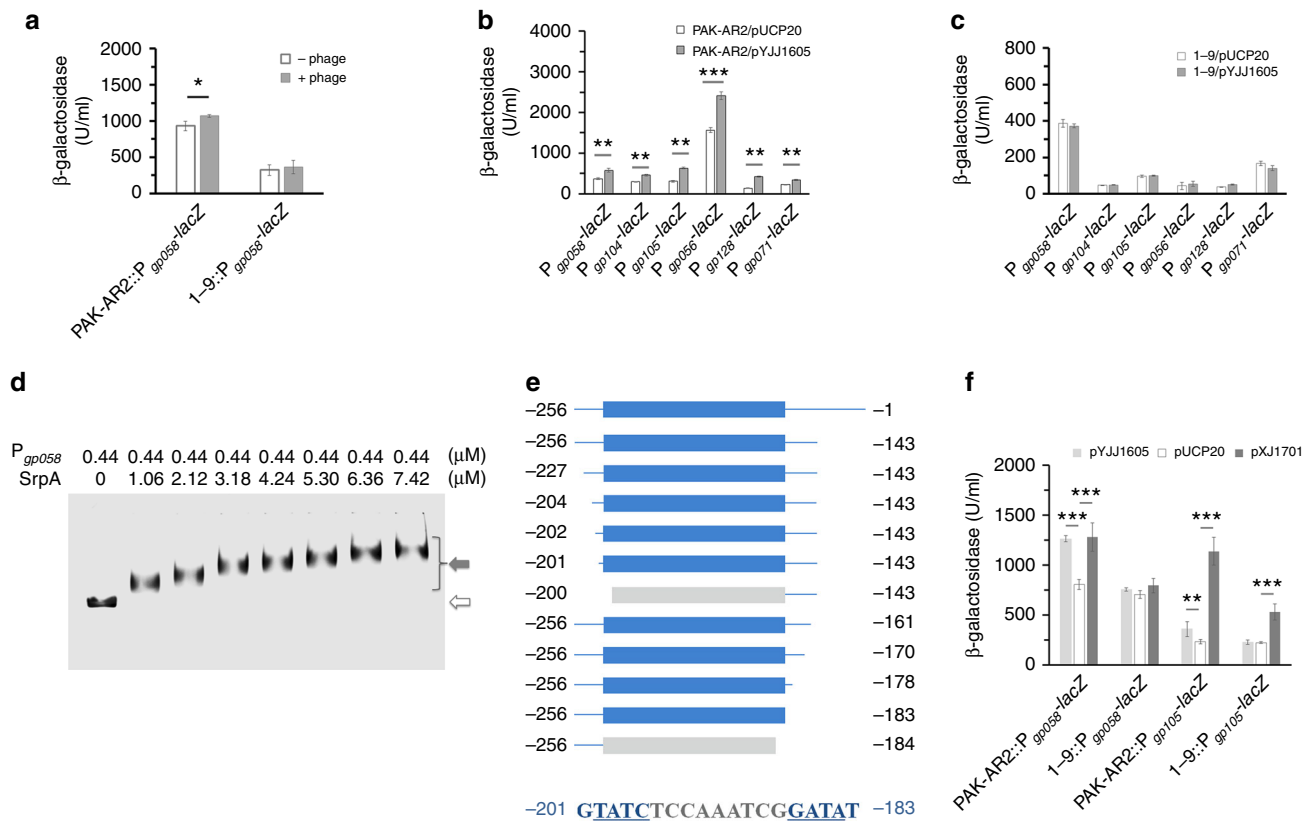 a
β-galactosidase
(U/ml)
2000
1500
1000
500
0
– phage
+ phage
*
PAK-AR2::P gp058-lacZ
1–9::P gp058-lacZ
b
β-galactosidase
(U/ml)
4000
3000
2000
1000
0
PAK-AR2/pUCP20
PAK-AR2/pYJJ1605
** ** ** *** ** **
P gp058-lacZ
P gp104-lacZ
P gp105-lacZ
P gp056-lacZ
P gp128-lacZ
P gp071-lacZ
c
β-galactosidase
(U/ml)
800
600
400
200
0
1–9/pUCP20
1–9/pYJJ1605
P gp058-lacZ
P gp104-lacZ
P gp105-lacZ
P gp056-lacZ
P gp128-lacZ
P gp071-lacZ
d
P gp058 0.44 0.44 0.44 0.44 0.44 0.44 0.44 0.44 (μM)
SrpA 0 1.06 2.12 3.18 4.24 5.30 6.36 7.42 (μM)
e
–256 –1
–256 –143
–227 –143
–204 –143
–202 –143
–201 –143
–200 –143
–256 –161
–256 –170
–256 –178
–256 –183
–256 –184
–201 GTATCTCCAAATCGGATAT –183
f
β-galactosidase (U/ml)
2000
1500
1250
500
0
pYJJ1605 pUCP20 pXJ1701
*** *** ** *** ***
PAK-AR2::P gp058-lacZ
1–9::P gp058-lacZ
PAK-AR2::P gp105-lacZ
1–9::P gp105-lacZ